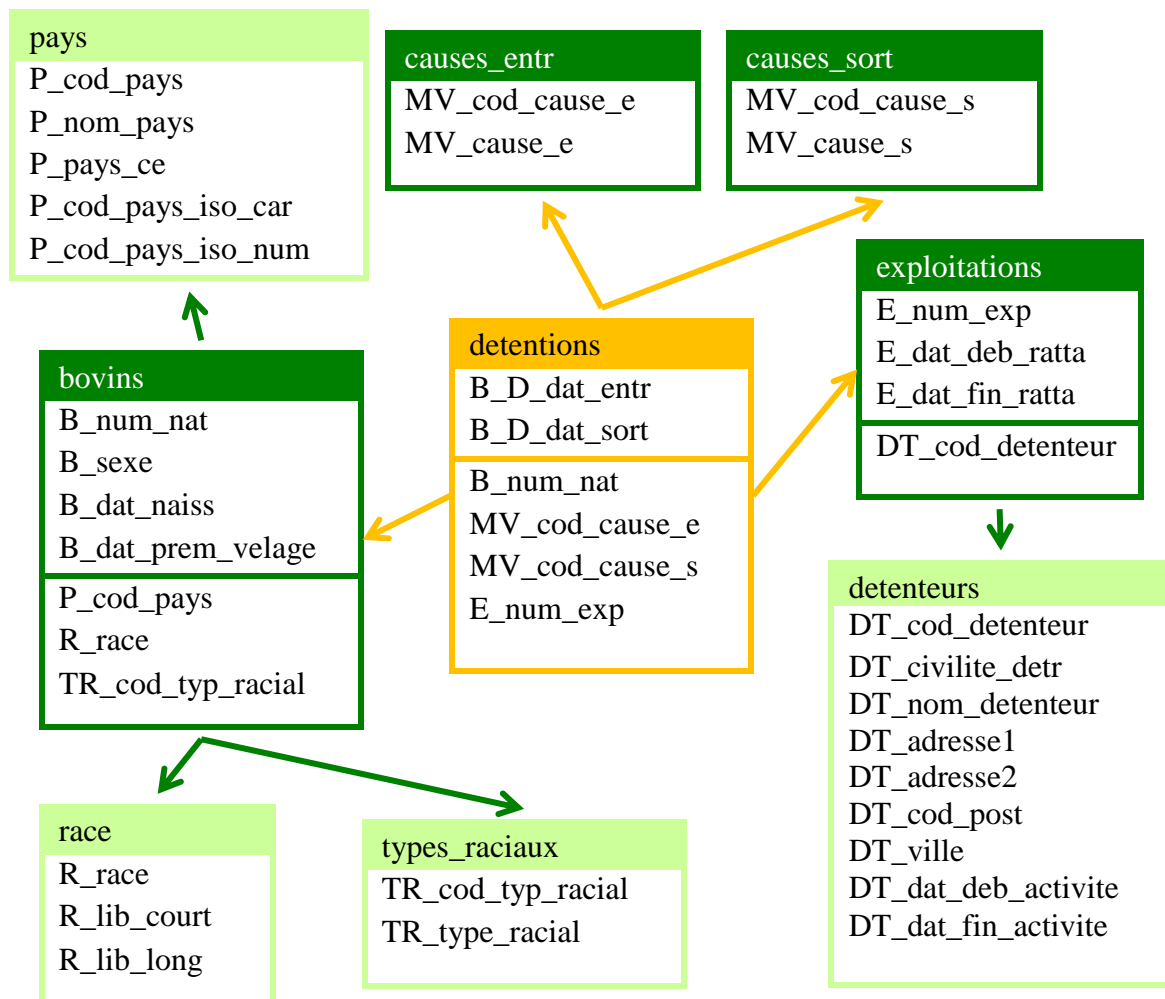 pays
P_cod_pays
P_nom_pays
P_pays_ce
P_cod_pays_iso_car
P_cod_pays_iso_num
causes_entr
MV_cod_cause_e
MV_cause_e
causes_sort
MV_cod_cause_s
MV_cause_s
exploitations
E_num_exp
E_dat_deb_ratta
E_dat_fin_ratta
DT_cod_detenteur
detentions
B_D_dat_entr
B_D_dat_sort
B_num_nat
MV_cod_cause_e
MV_cod_cause_s
E_num_exp
bovins
B_num_nat
B_sexe
B_dat_naiss
B_dat_prem_velage
P_cod_pays
R_race
TR_cod_typ_racial
detenteurs
DT_cod_detenteur
DT_civilite_detr
DT_nom_detenteur
DT_adresse1
DT_adresse2
DT_cod_post
DT_ville
DT_dat_deb_activite
DT_dat_fin_activite
race
R_race
R_lib_court
R_lib_long
types_raciaux
TR_cod_typ_racial
TR_type_racial